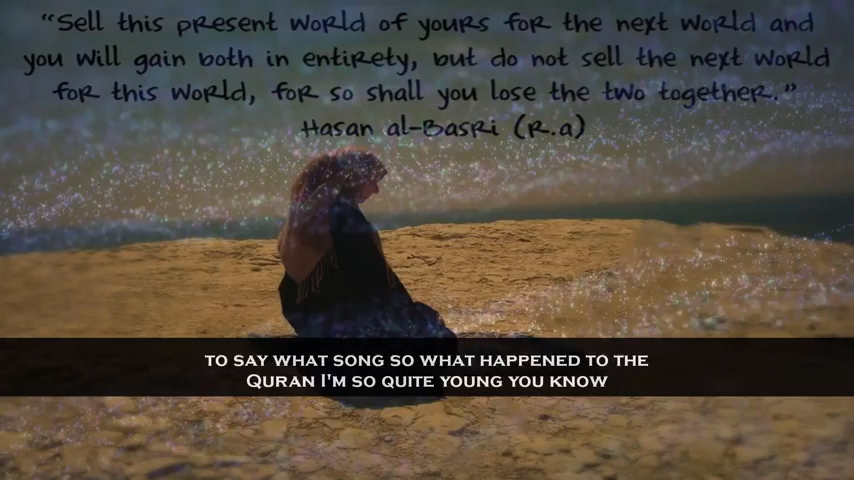 “Sell this present world of yours for the next world and
you will gain both in entirety, but do not sell the next world
for this world, for so shall you lose the two together.”
Hasan al-Basri (R.a)
TO SAY WHAT SONG SO WHAT HAPPENED TO THE
QURAN I'M SO QUITE YOUNG YOU KNOW